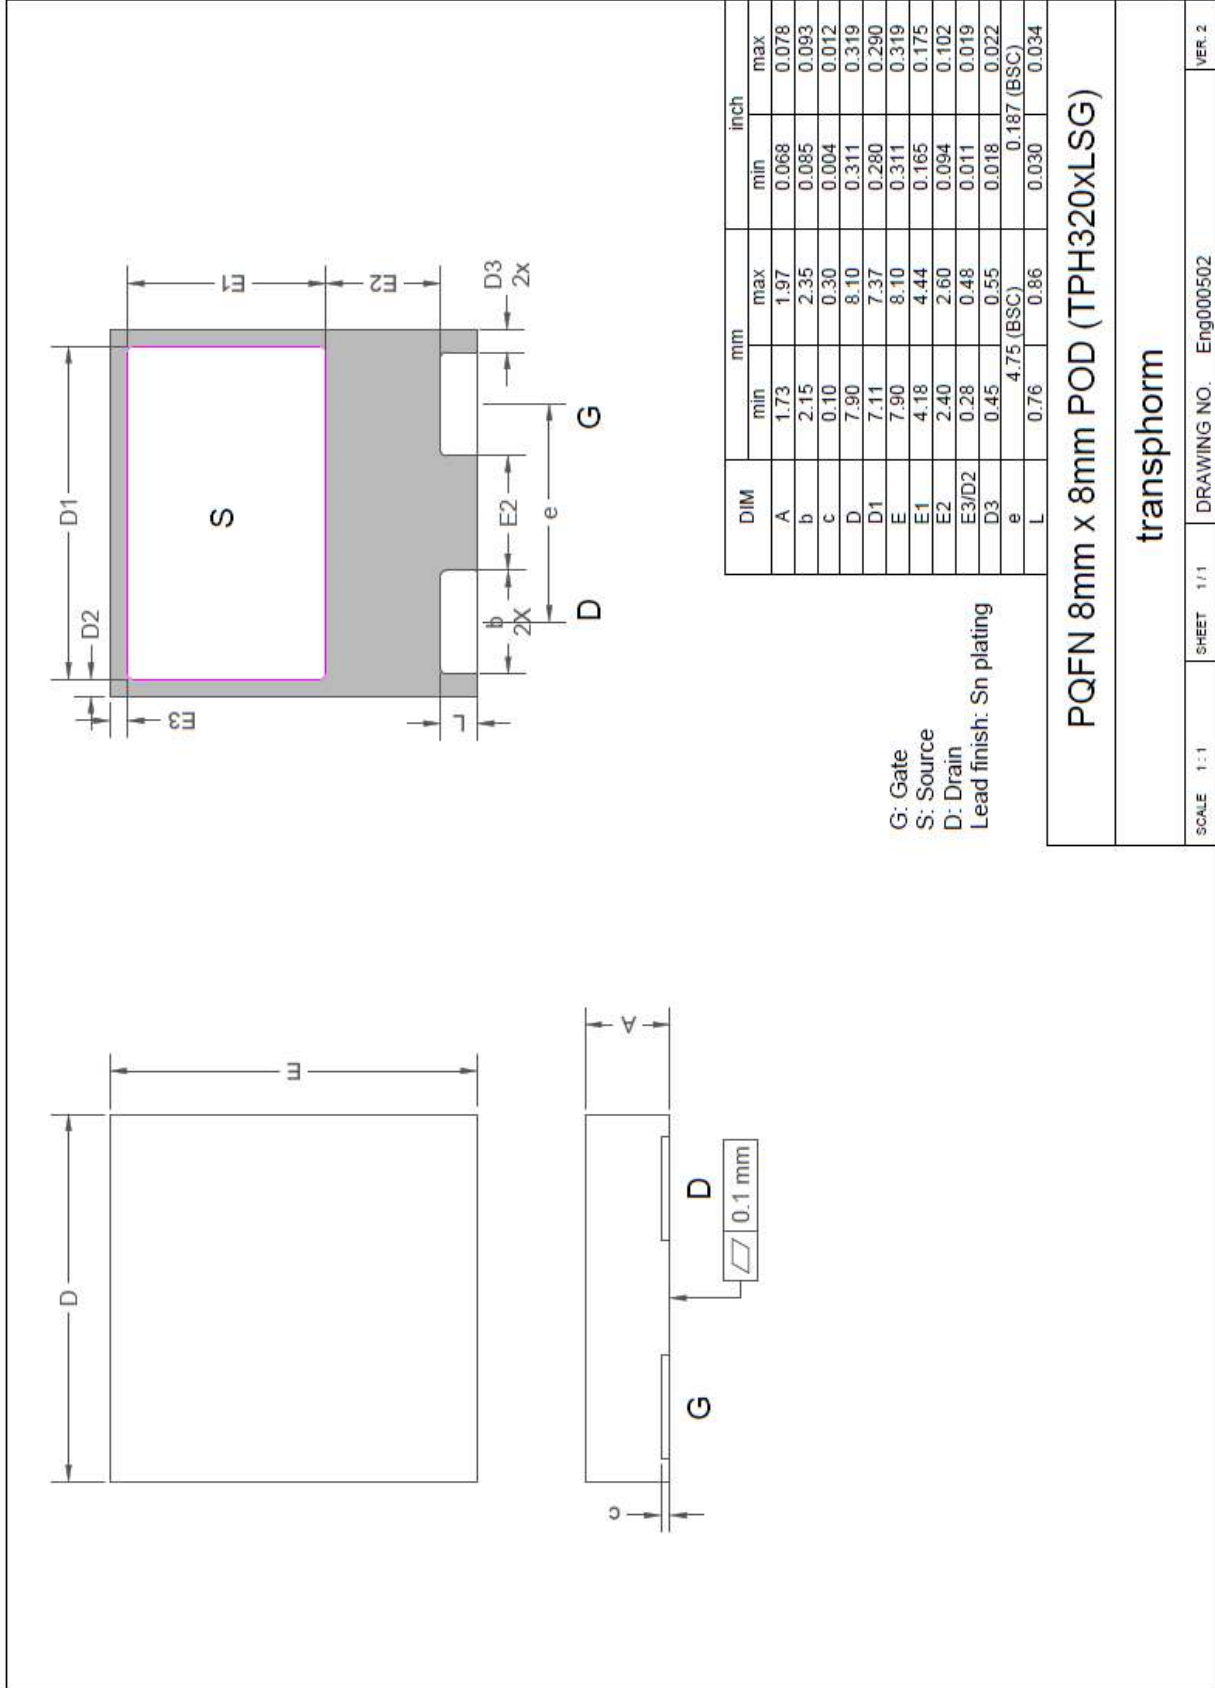 D
E
D2
D1
E3
S
E1
E2
L
b
2X
E2
D3
2x
e
D
G
A
c
G
D
0.1 mm
G: Gate
S: Source
D: Drain
Lead finish: Sn plating
DIM mm inch
min max min max
A 1.73 1.97 0.068 0.078
b 2.15 2.35 0.085 0.093
c 0.10 0.30 0.004 0.012
D 7.90 8.10 0.311 0.319
D1 7.11 7.37 0.280 0.290
E 7.90 8.10 0.311 0.319
E1 4.18 4.44 0.165 0.175
E2 2.40 2.60 0.094 0.102
E3/D2 0.28 0.48 0.011 0.019
D3 0.45 0.55 0.018 0.022
e 4.75 (BSC) 0.187 (BSC)
L 0.76 0.86 0.030 0.034
PQFN 8mm x 8mm POD (TPH320xLSG)
transphorm
SCALE 1:1 SHEET 1/1 DRAWING NO. Eng000502 VER. 2